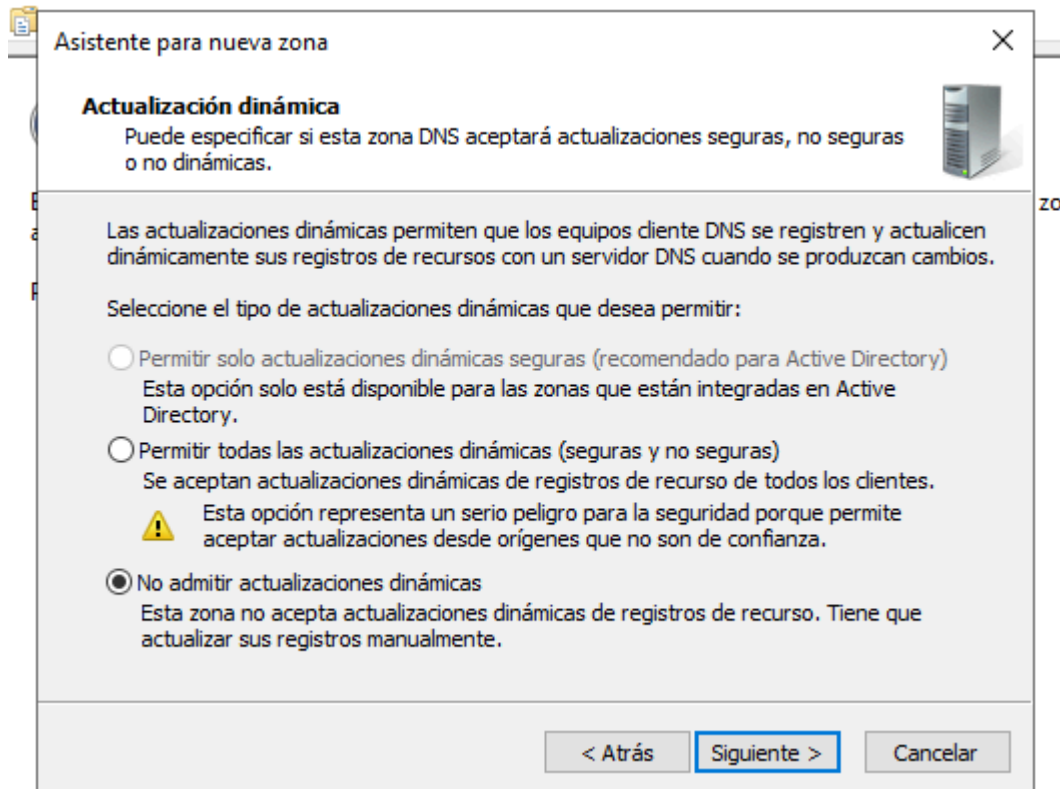 Asistente para nueva zona
Actualización dinámica
Puede especificar si esta zona DNS aceptará actualizaciones seguras, no seguras
o no dinámicas.
zo
Las actualizaciones dinámicas permiten que los equipos cliente DNS se registren y actualicen
dinámicamente sus registros de recursos con un servidor DNS cuando se produzcan cambios.
Seleccione el tipo de actualizaciones dinámicas que desea permitir:
Permitir solo actualizaciones dinámicas seguras (recomendado para Active Directory)
Esta opción solo está disponible para las zonas que están integradas en Active
Directory.
Permitir todas las actualizaciones dinámicas (seguras y no seguras)
Se aceptan actualizaciones dinámicas de registros de recurso de todos los clientes.
Esta opción representa un serio peligro para la seguridad porque permite
aceptar actualizaciones desde orígenes que no son de confianza.
No admitir actualizaciones dinámicas
Esta zona no acepta actualizaciones dinámicas de registros de recurso. Tiene que
actualizar sus registros manualmente.
< Atrás Siguiente > Cancelar